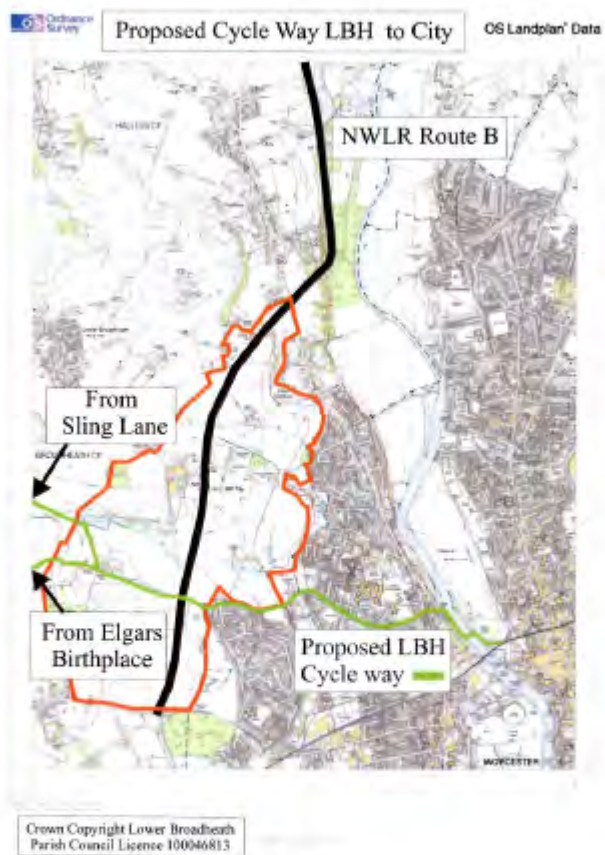 Ordnance
Survey
Proposed Cycle Way LBH to City
OS Landplan® Data
NWLR Route B
From
Sling Lane
From Elgars
Birthplace
Proposed LBH
Cycle way
WORCESTER
Crown Copyright Lower Broadheath
Parish Council Licence 100046813